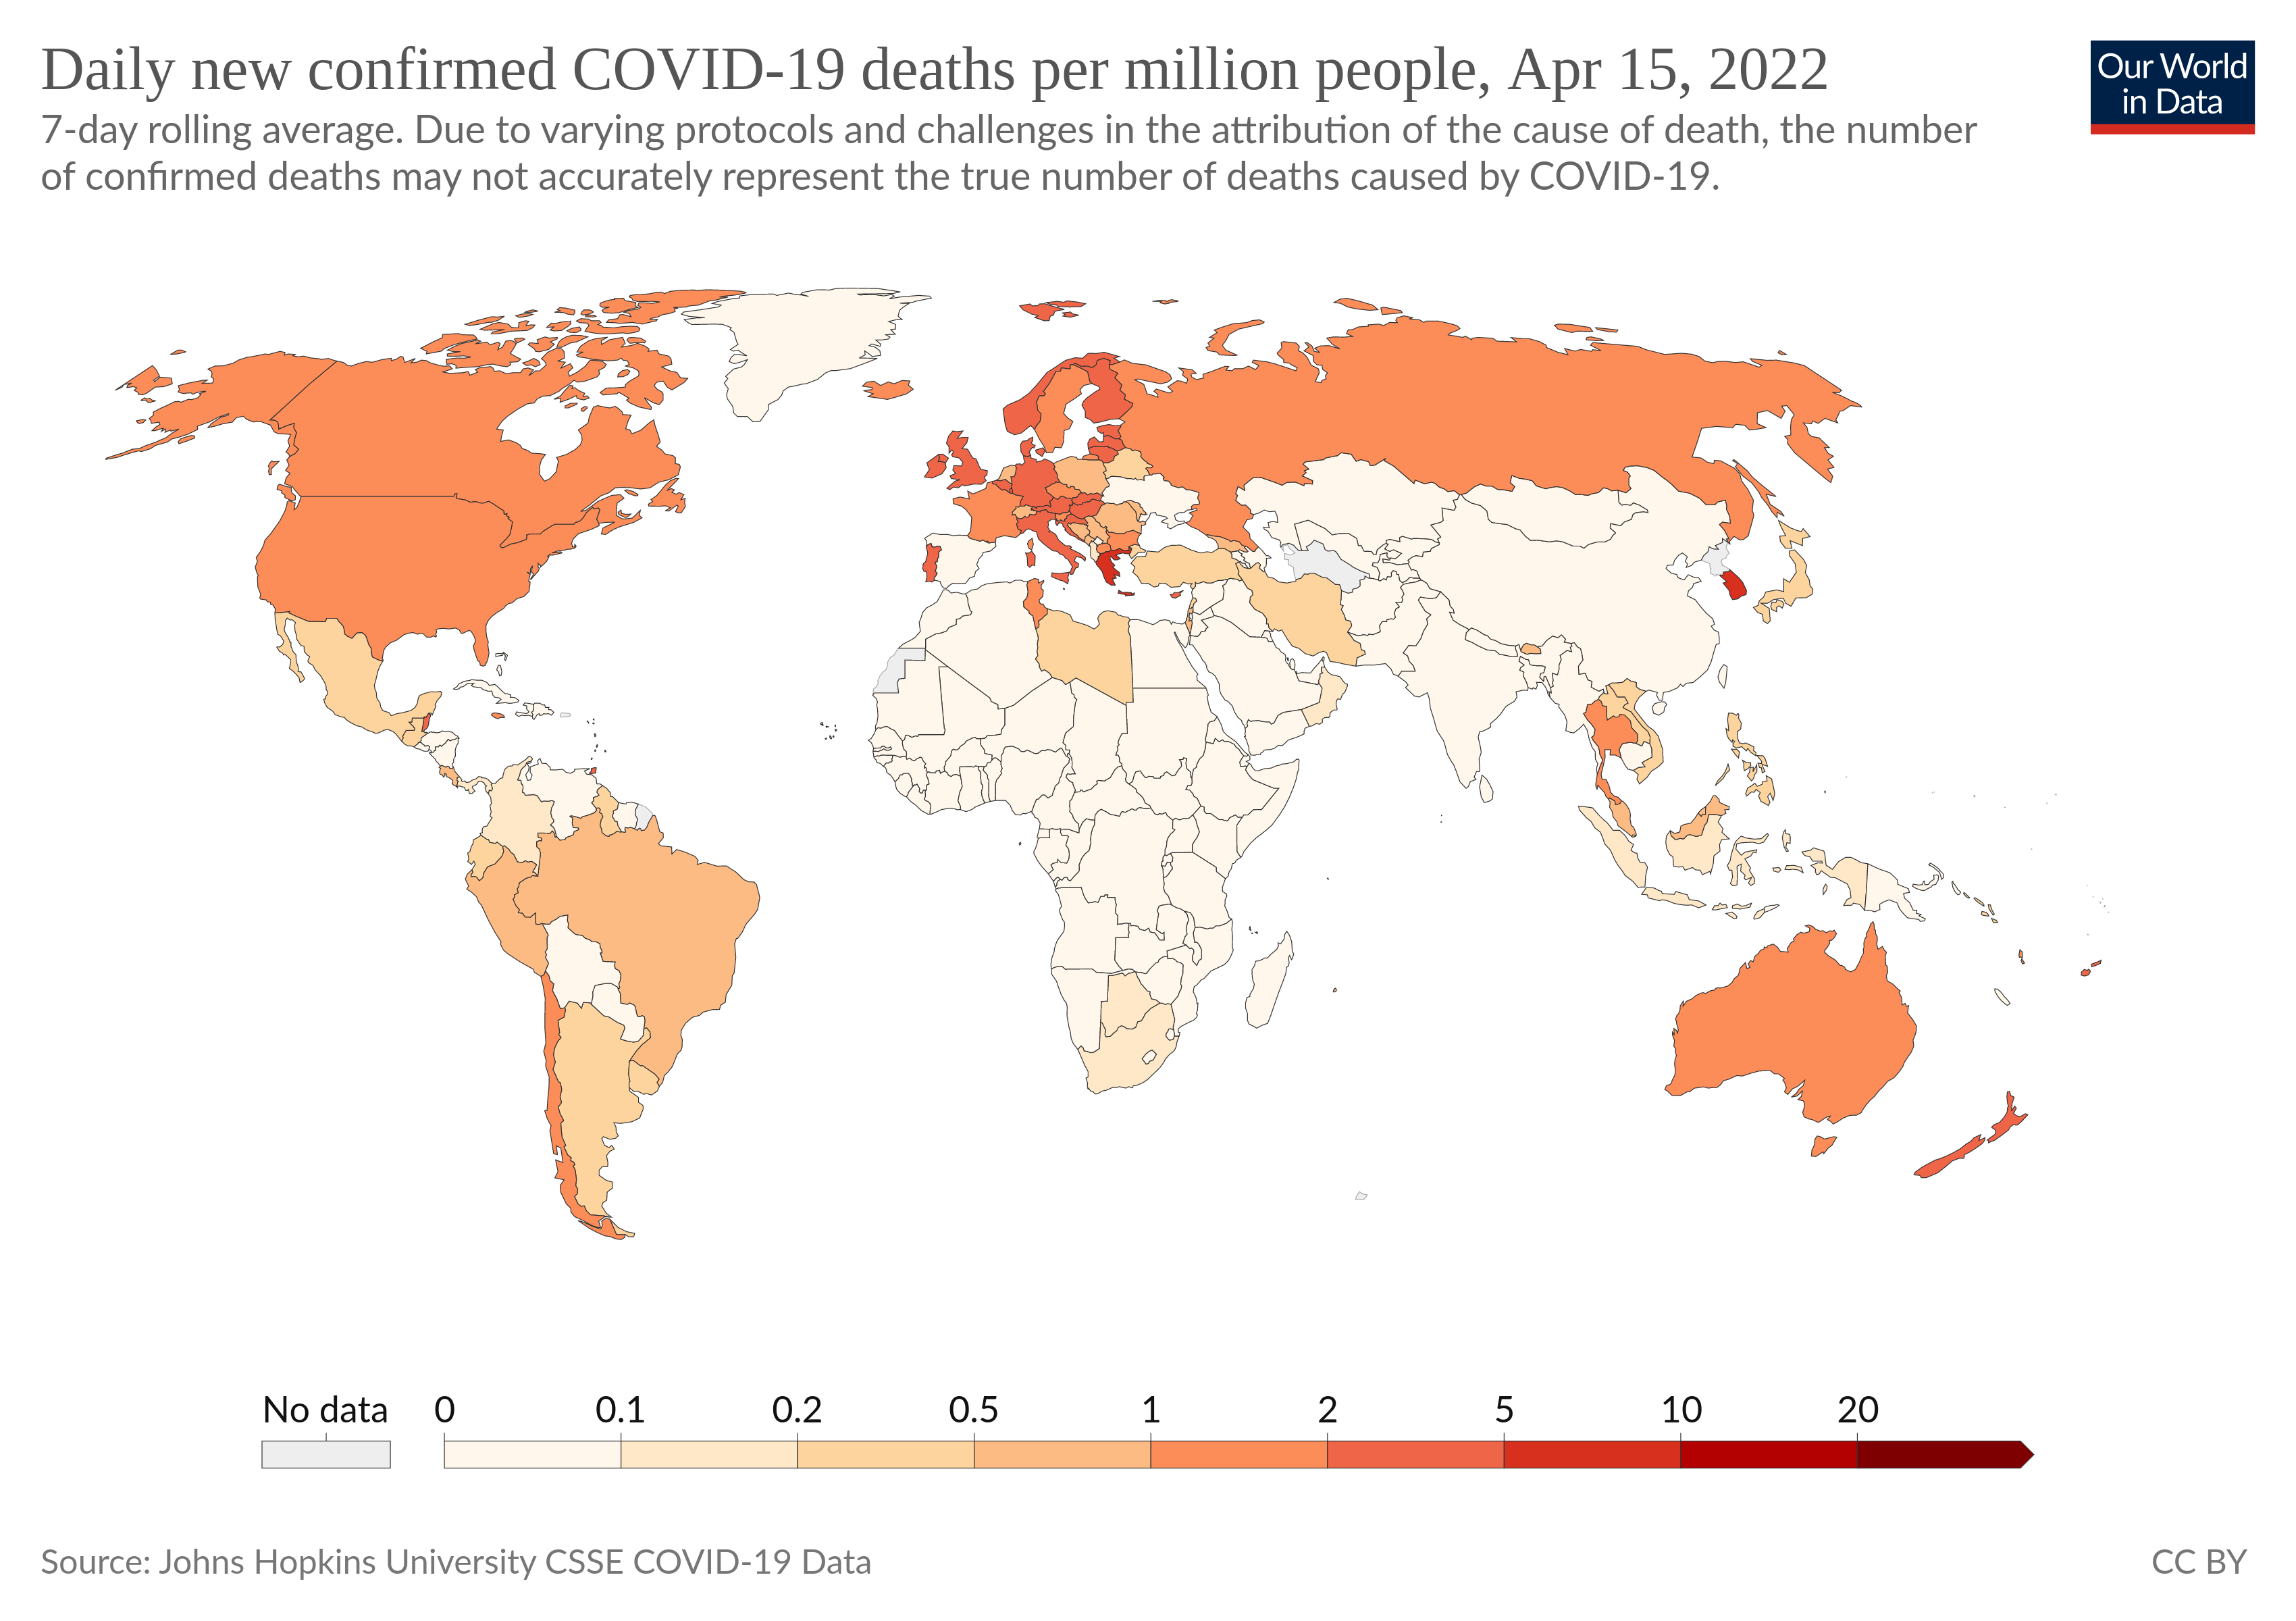 Daily new confirmed COVID-19 deaths per million people, Apr 15, 2022
Our World
in Data
7-day rolling average. Due to varying protocols and challenges in the attribution of the cause of death, the number
of confirmed deaths may not accurately represent the true number of deaths caused by COVID-19.
No data 0 0.1 0.2 0.5 1 2 5 10 20
Source: Johns Hopkins University CSSE COVID-19 Data
CC BY